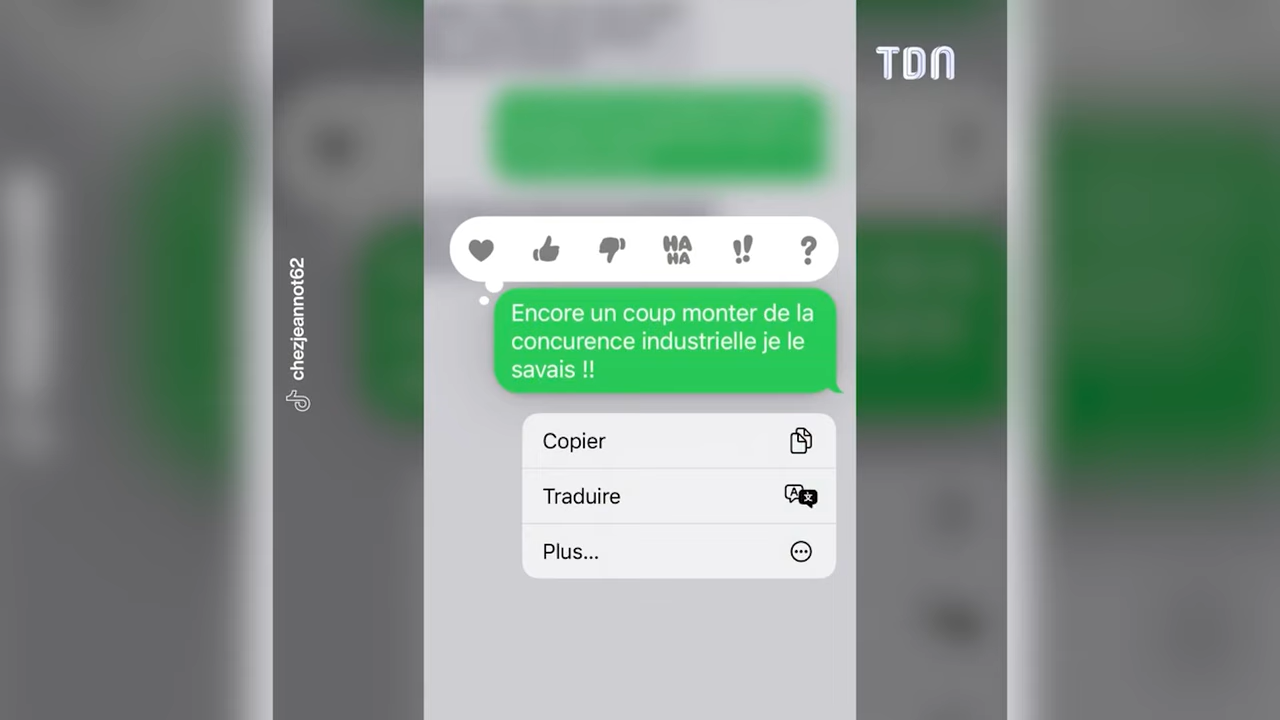 TDN
chezjeannot62
HA
HA
!!
?
Encore un coup monter de la
concurence industrielle je le
savais !!
Copier
Traduire
Plus...